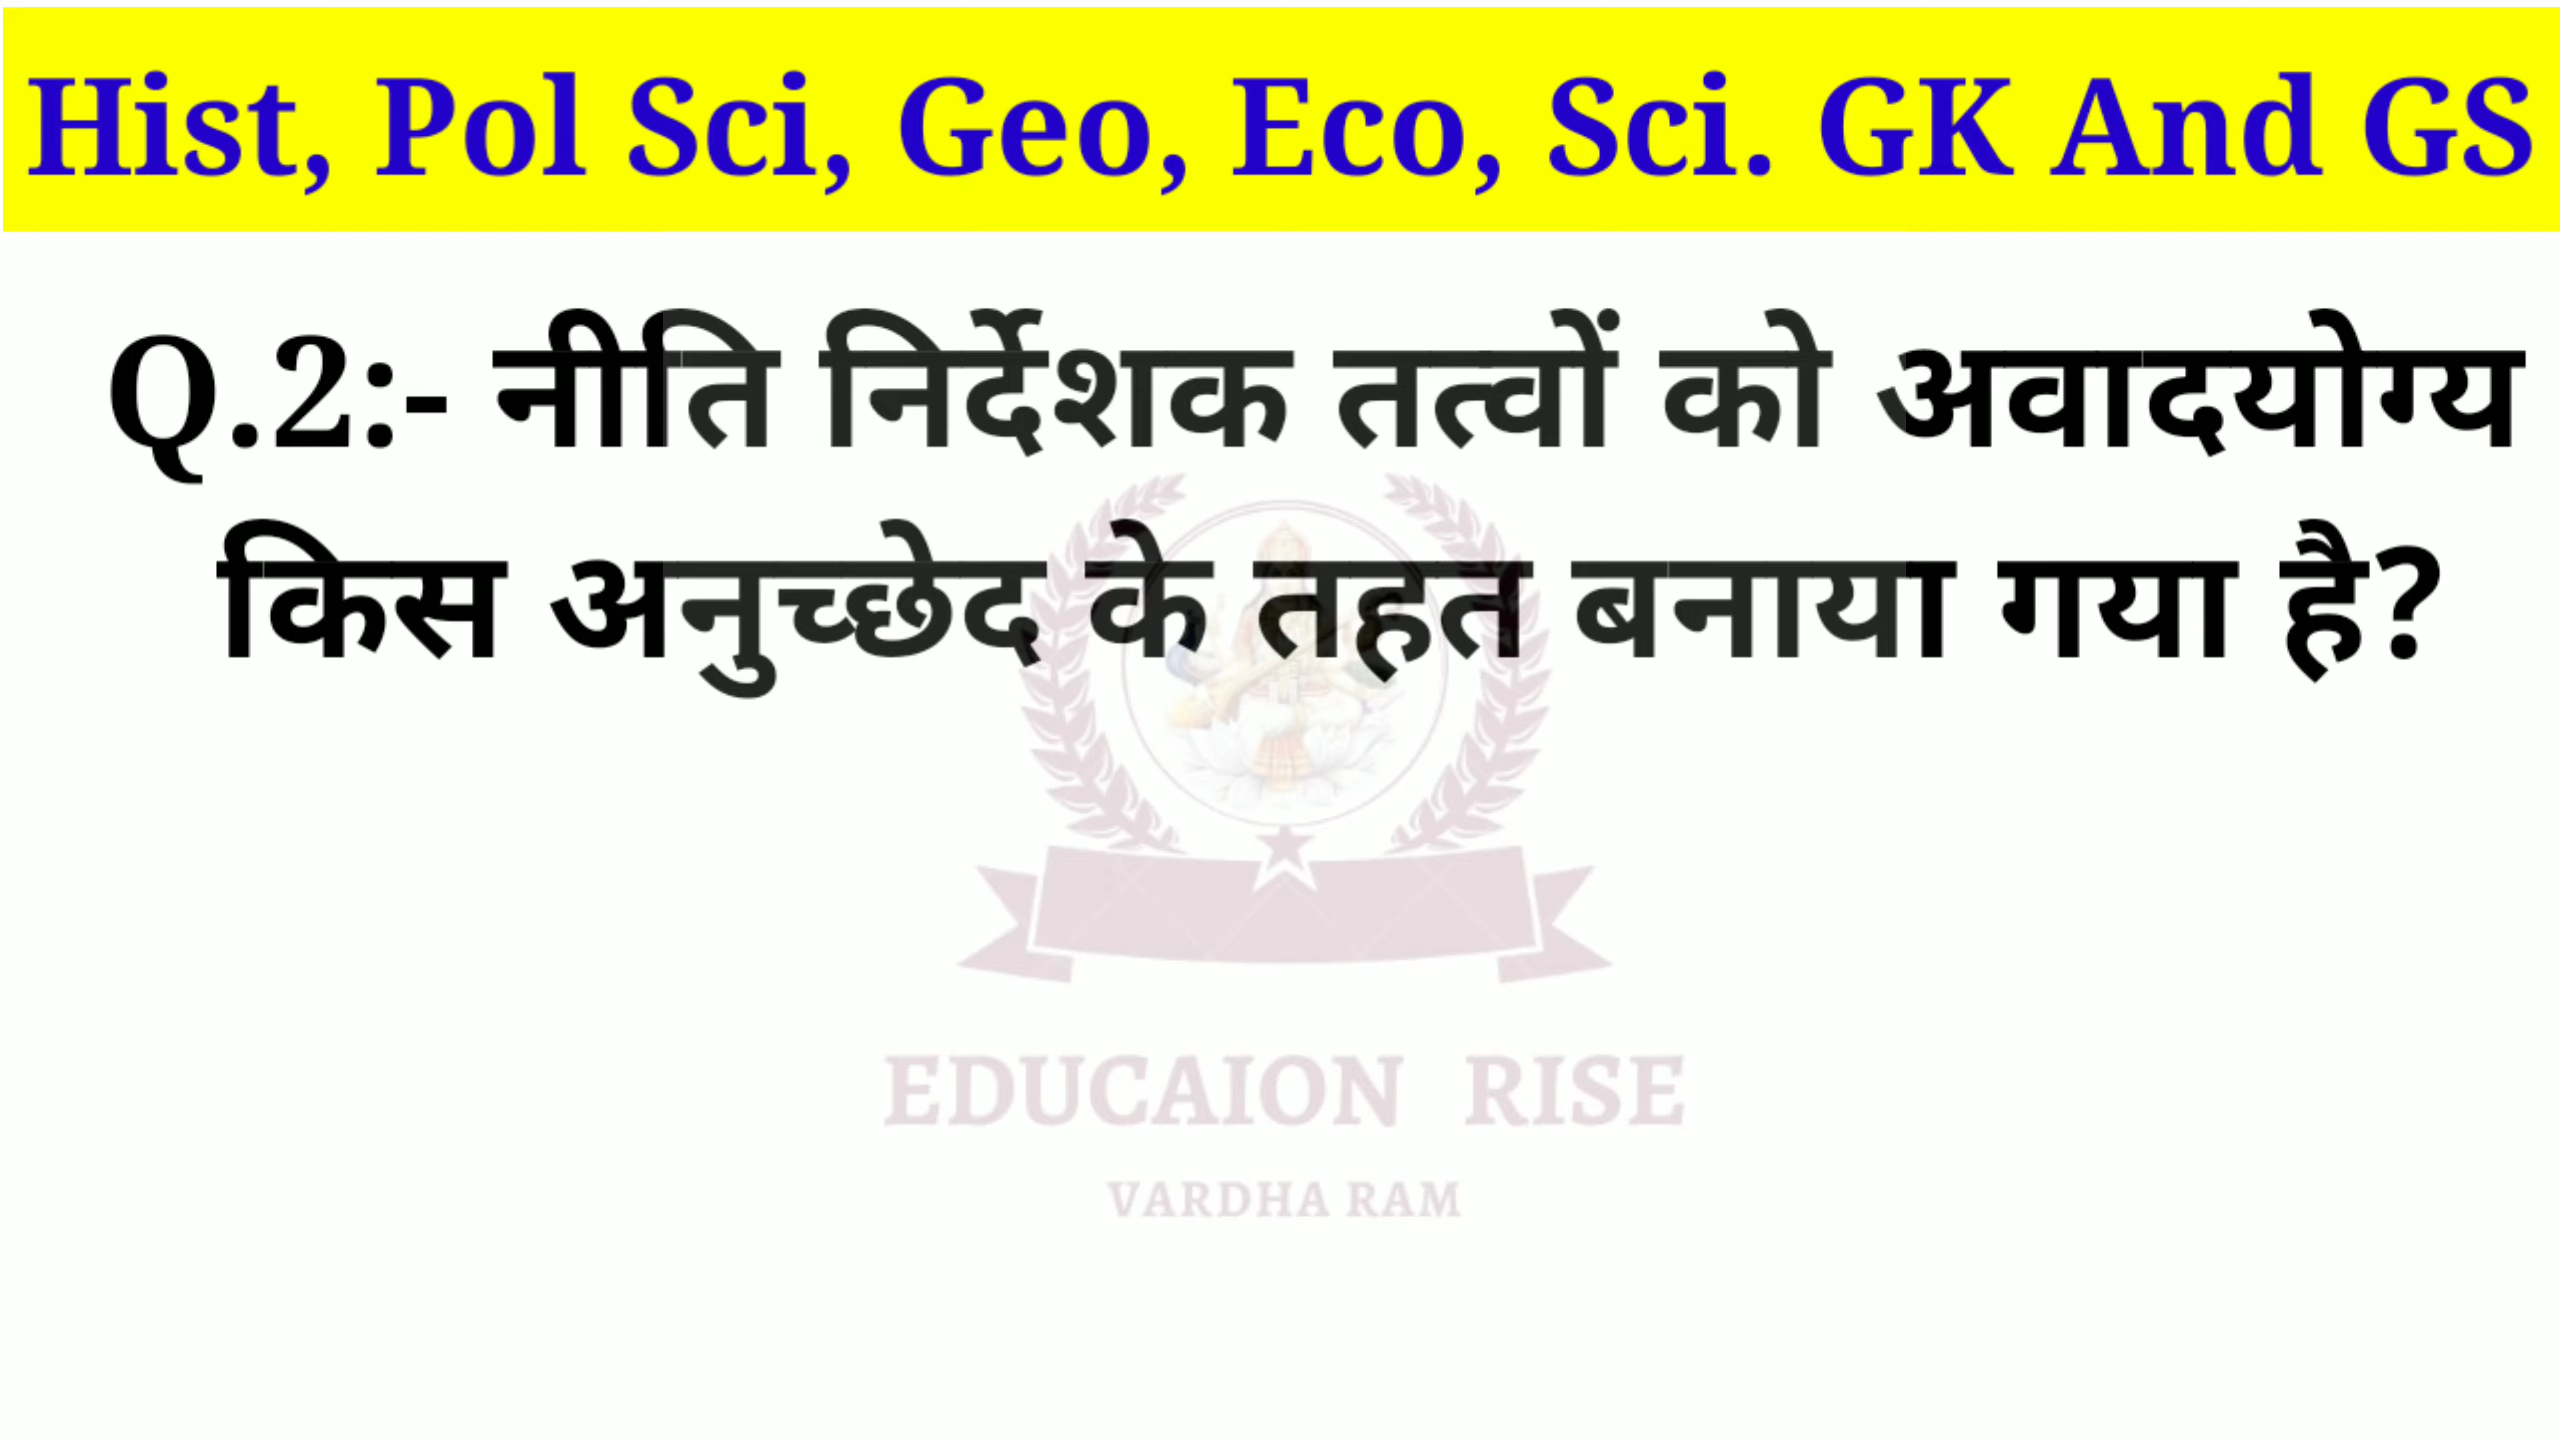 Hist, Pol Sci, Geo, Eco, Sci. GK And GS
Q.2:- नीति निर्देशक तत्वों को अवादयोग्य
किस अनुच्छेद के तहत बनाया गया है?
EDUCAION RISE
VARDHA RAM